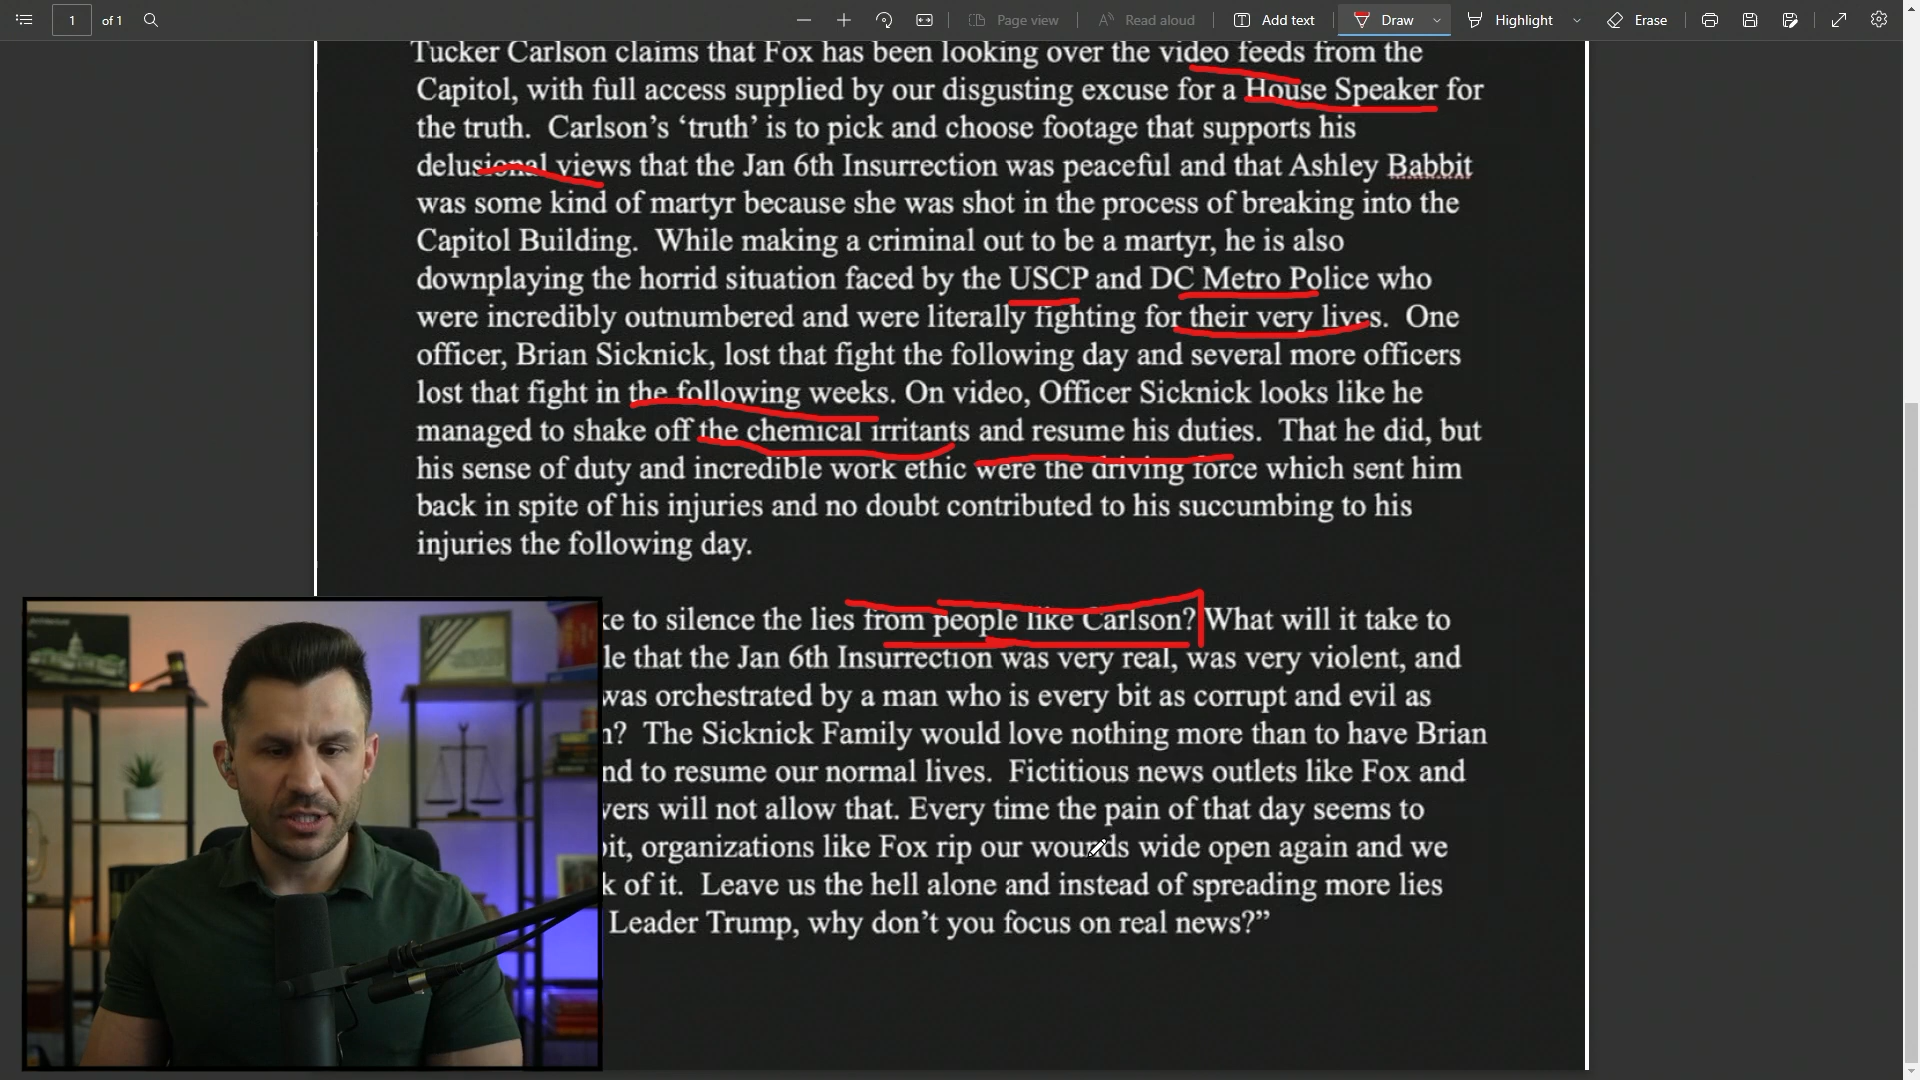 1 of 1 Page view Read aloud Add text Draw Highlight Erase
Tucker Carlson claims that Fox has been looking over the video feeds from the
Capitol, with full access supplied by our disgusting excuse for a House Speaker for
the truth. Carlson’s ‘truth’ is to pick and choose footage that supports his
delusional views that the Jan 6th Insurrection was peaceful and that Ashley Babbit
was some kind of martyr because she was shot in the process of breaking into the
Capitol Building. While making a criminal out to be a martyr, he is also
downplaying the horrid situation faced by the USCP and DC Metro Police who
were incredibly outnumbered and were literally fighting for their very lives. One
officer, Brian Sicknick, lost that fight the following day and several more officers
lost that fight in the following weeks. On video, Officer Sicknick looks like he
managed to shake off the chemical irritants and resume his duties. That he did, but
his sense of duty and incredible work ethic were the driving force which sent him
back in spite of his injuries and no doubt contributed to his succumbing to his
injuries the following day.
ke to silence the lies from people like Carlson? What will it take to
le that the Jan 6th Insurrection was very real, was very violent, and
was orchestrated by a man who is every bit as corrupt and evil as
n? The Sicknick Family would love nothing more than to have Brian
nd to resume our normal lives. Fictitious news outlets like Fox and
vers will not allow that. Every time the pain of that day seems to
bit, organizations like Fox rip our wounds wide open again and we
k of it. Leave us the hell alone and instead of spreading more lies
Leader Trump, why don’t you focus on real news?”